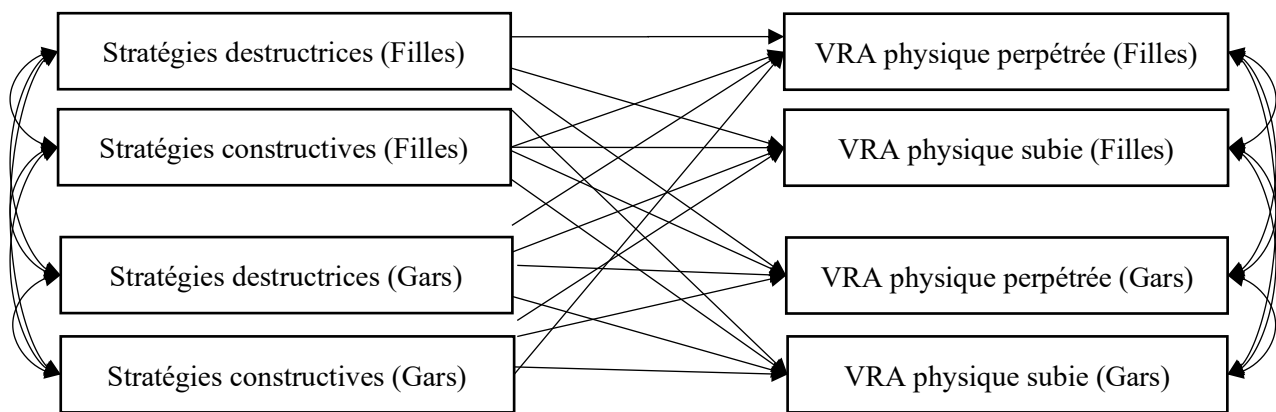 Stratégies destructrices (Filles)
VRA physique perpétrée (Filles)
Stratégies constructives (Filles)
VRA physique subie (Filles)
Stratégies destructrices (Gars)
VRA physique perpétrée (Gars)
Stratégies constructives (Gars)
VRA physique subie (Gars)